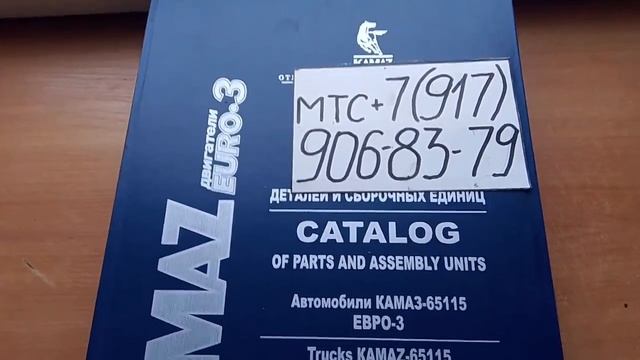 KAMAZ
МТС+7(917)
906-83-79
двигатели
EURO•3
MAZ
ДЕТАЛЕЙ И СБОРОЧНЫХ ЕДИНИЦ
CATALOG
OF PARTS AND ASSEMBLY UNITS
Автомобили КАМАЗ-65115
ЕВРО-3
Trucks KAMAZ-65115